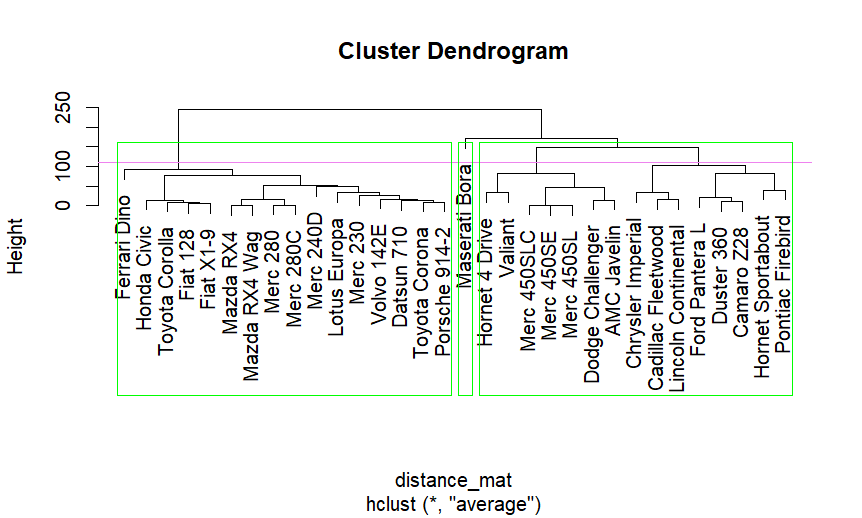 Cluster Dendrogram
Height
250
100
0
Ferrari Dino
Honda Civic
Toyota Corolla
Fiat 128
Fiat X1-9
Mazda RX4
Mazda RX4 Wag
Merc 280
Merc 280C
Merc 240D
Lotus Europa
Merc 230
Volvo 142E
Datsun 710
Toyota Corona
Porsche 914-2
Maserati Bora
Hornet 4 Drive
Valiant
Merc 450SLC
Merc 450SE
Merc 450SL
Dodge Challenger
AMC Javelin
Chrysler Imperial
Cadillac Fleetwood
Lincoln Continental
Ford Pantera L
Duster 360
Camaro Z28
Hornet Sportabout
Pontiac Firebird
distance_mat
hclust (*, "average")